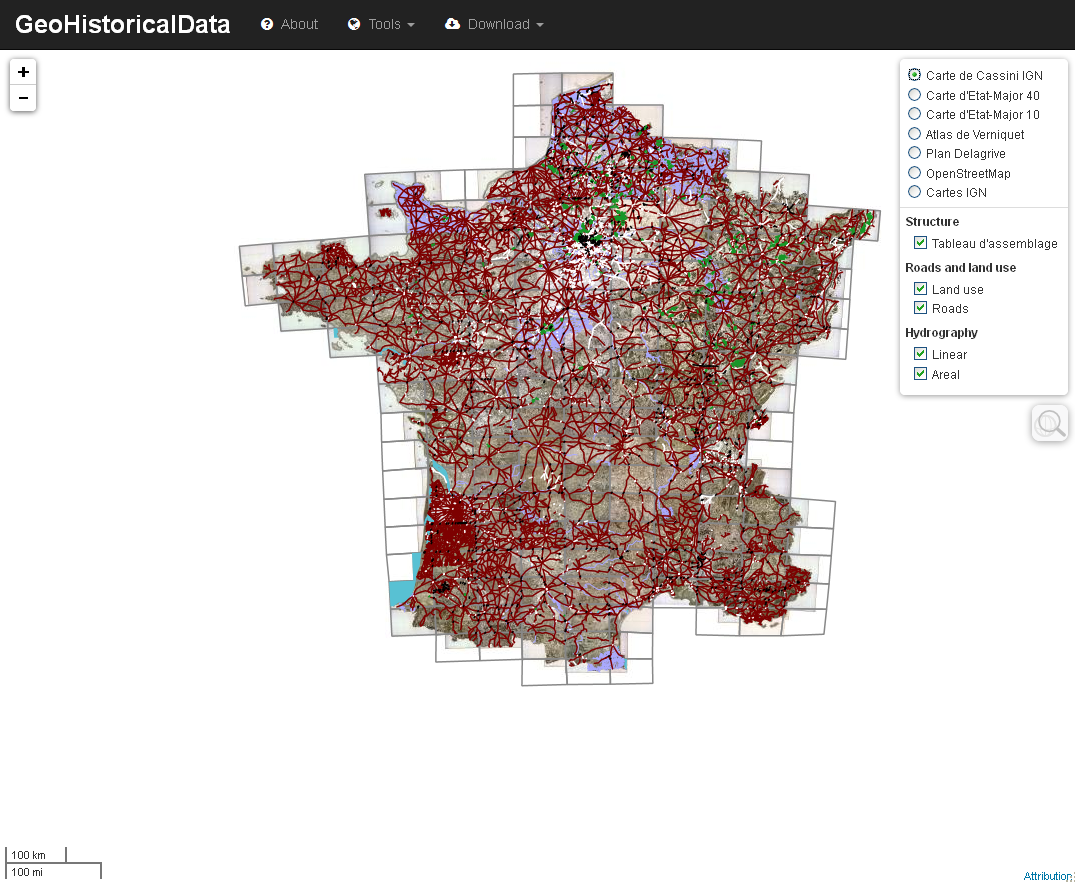 GeoHistoricalData
About
Tools
Download
+
−
Carte de Cassini IGN
Carte d'Etat-Major 40
Carte d'Etat-Major 10
Atlas de Verniquet
Plan Delagrive
OpenStreetMap
Cartes IGN
Structure
Tableau d'assemblage
Roads and land use
Land use
Roads
Hydrography
Linear
Areal
100 km
100 mi
Attribution